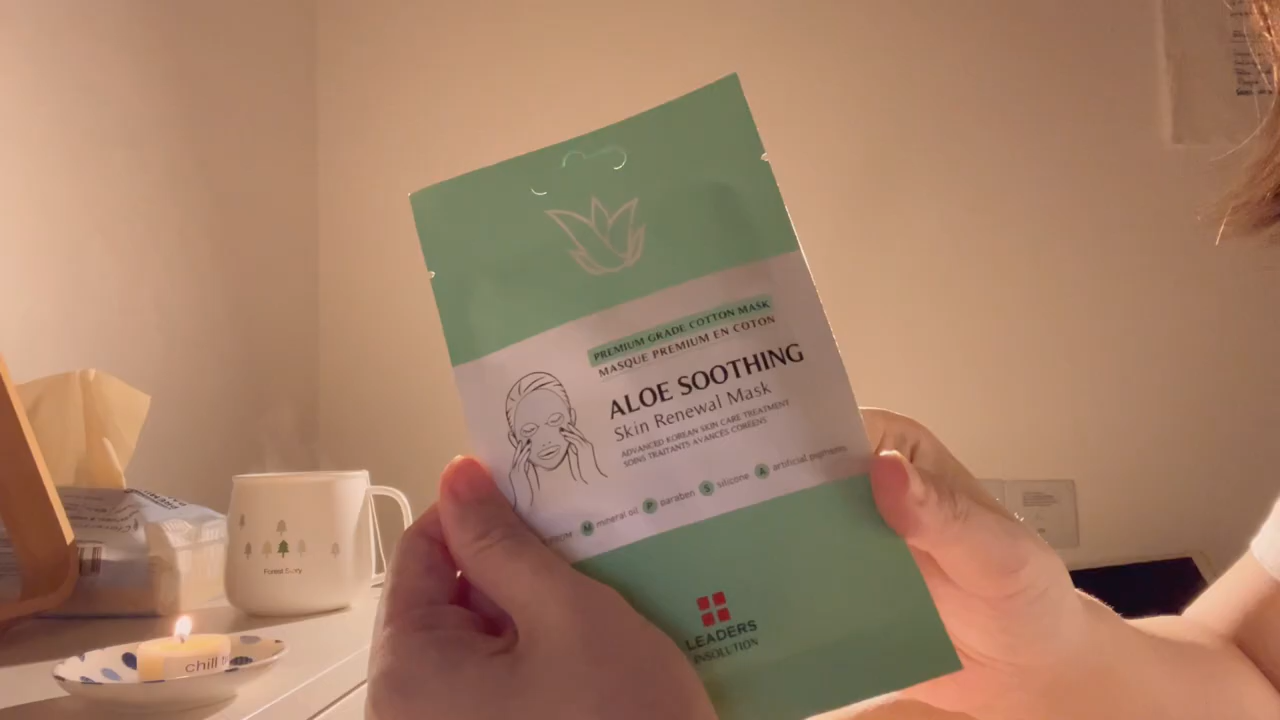 PREMIUM GRADE COTTON MASK
MASQUE PREMIUM EN COTON
ALOE SOOTHING
Skin Renewal Mask
ADVANCED KOREAN SKIN CARE TREATMENT
SOINS TRAITANTS AVANCÉS CORÉENS
M mineral oil P paraben S silicone A artificial pigments
LEADERS
INSOLUTION
Forest Story
chill